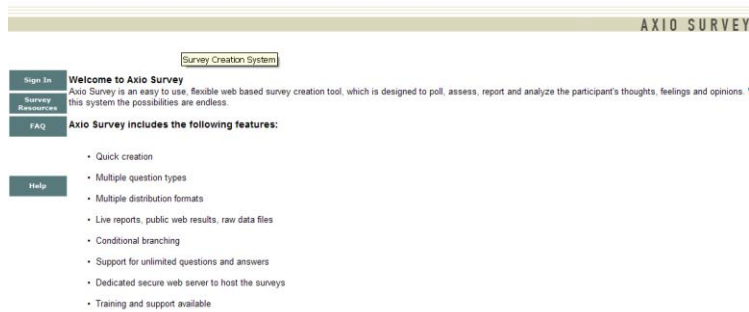 AXIO SURVEY
Survey Creation System
Sign In
Survey
Resources
FAQ
Help
Welcome to Axio Survey
Axio Survey is an easy to use, flexible web based survey creation tool, which is designed to poll, assess, report and analyze the participant's thoughts, feelings and opinions.
this system the possibilities are endless.
Axio Survey includes the following features:
• Quick creation
• Multiple question types
• Multiple distribution formats
• Live reports, public web results, raw data files
• Conditional branching
• Support for unlimited questions and answers
• Dedicated secure web server to host the surveys
• Training and support available